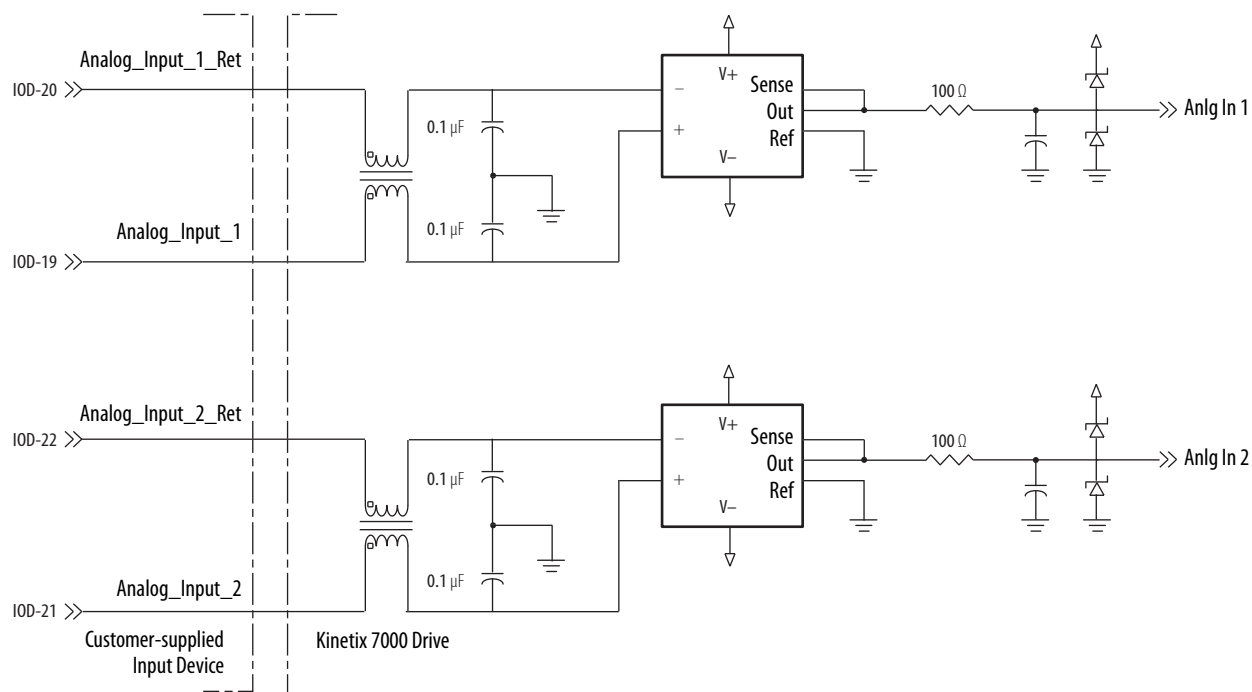 Analog_Input_1_Ret
IOD-20
0.1 µF
−
+
V+
V−
Sense
Out
Ref
100 Ω
Anlg In 1
0.1 µF
Analog_Input_1
IOD-19
Analog_Input_2_Ret
IOD-22
0.1 µF
−
+
V+
V−
Sense
Out
Ref
100 Ω
Anlg In 2
0.1 µF
Analog_Input_2
IOD-21
Customer-supplied
Input Device
Kinetix 7000 Drive